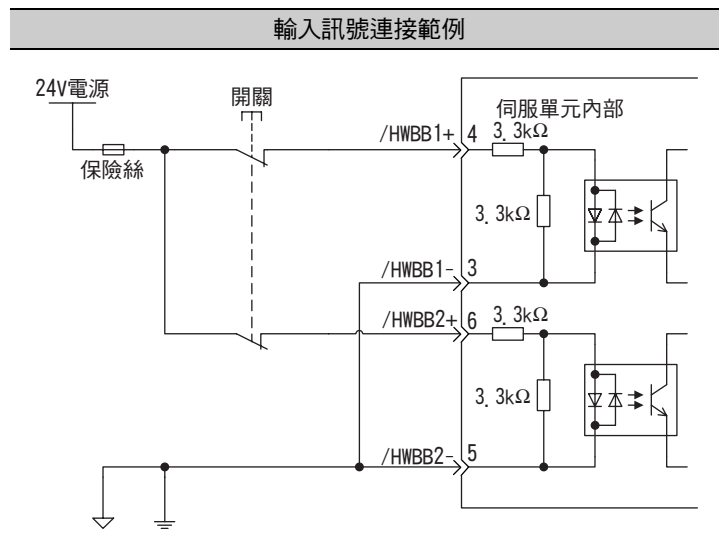 輸入訊號連接範例
24V電源
開關
伺服單元內部
/HWBB1+ 4 3.3kΩ
保險絲
3.3kΩ
/HWBB1- 3
/HWBB2+ 6 3.3kΩ
3.3kΩ
/HWBB2- 5